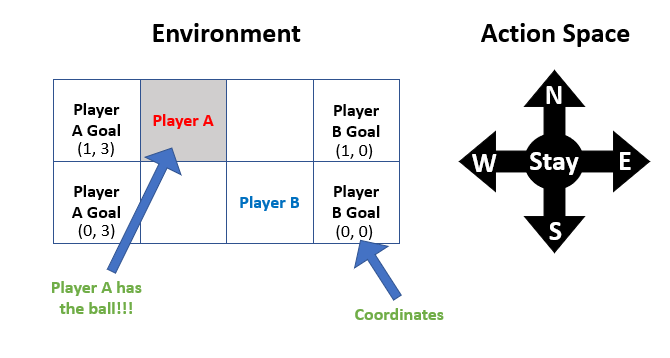 Environment
Action Space
Player
A Goal
(1, 3)
Player A
Player
B Goal
(1, 0)
Player
A Goal
(0, 3)
Player B
Player
B Goal
(0, 0)
N
W
Stay
E
S
Player A has
the ball!!!
Coordinates